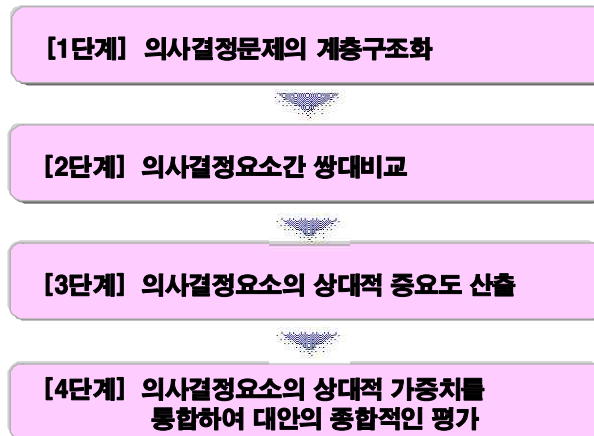 [1단계] 의사결정문제의 계층구조화
[2단계] 의사결정요소간 쌍대비교
[3단계] 의사결정요소의 상대적 중요도 산출
[4단계] 의사결정요소의 상대적 가중치를
통합하여 대안의 종합적인 평가